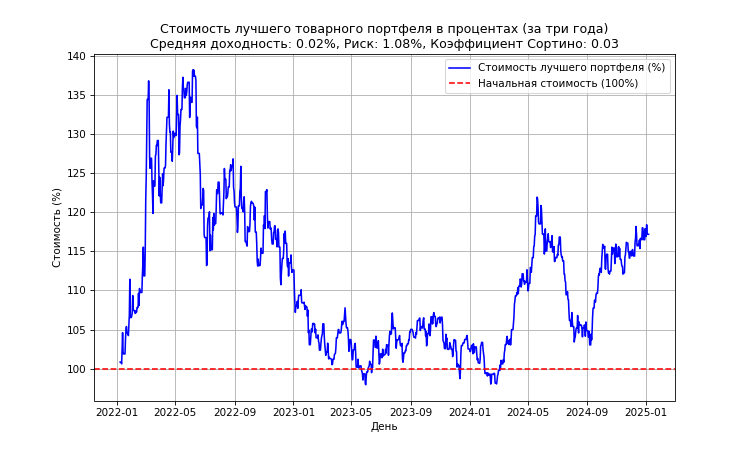 Стоимость лучшего товарного портфеля в процентах (за три года)
Средняя доходность: 0.02%, Риск: 1.08%, Коэффициент Сортино: 0.03
Стоимость лучшего портфеля (%)
Начальная стоимость (100%)
Стоимость (%)
140
135
130
125
120
115
110
105
100
2022-01 2022-05 2022-09 2023-01 2023-05 2023-09 2024-01 2024-05 2024-09 2025-01
День